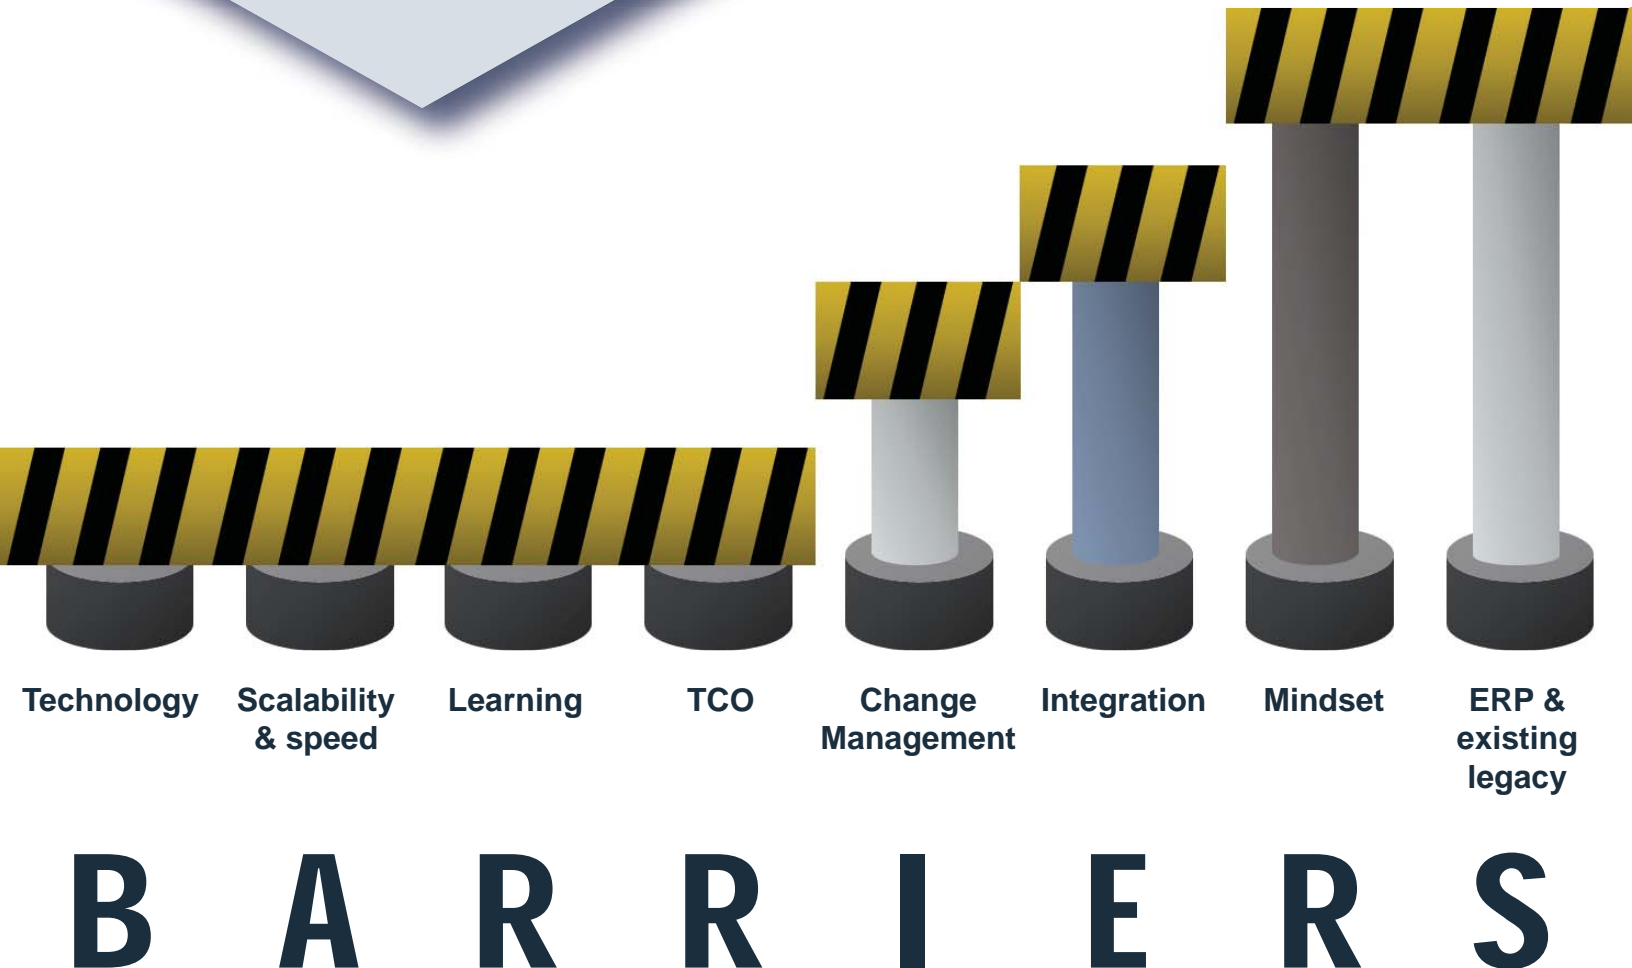 Technology
Scalability
& speed
Learning
TCO
Change
Management
Integration
Mindset
ERP &
existing
legacy
BARRIERS